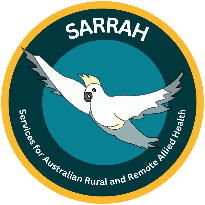 SARRAH
Services for Australian Rural and Remote Allied Health